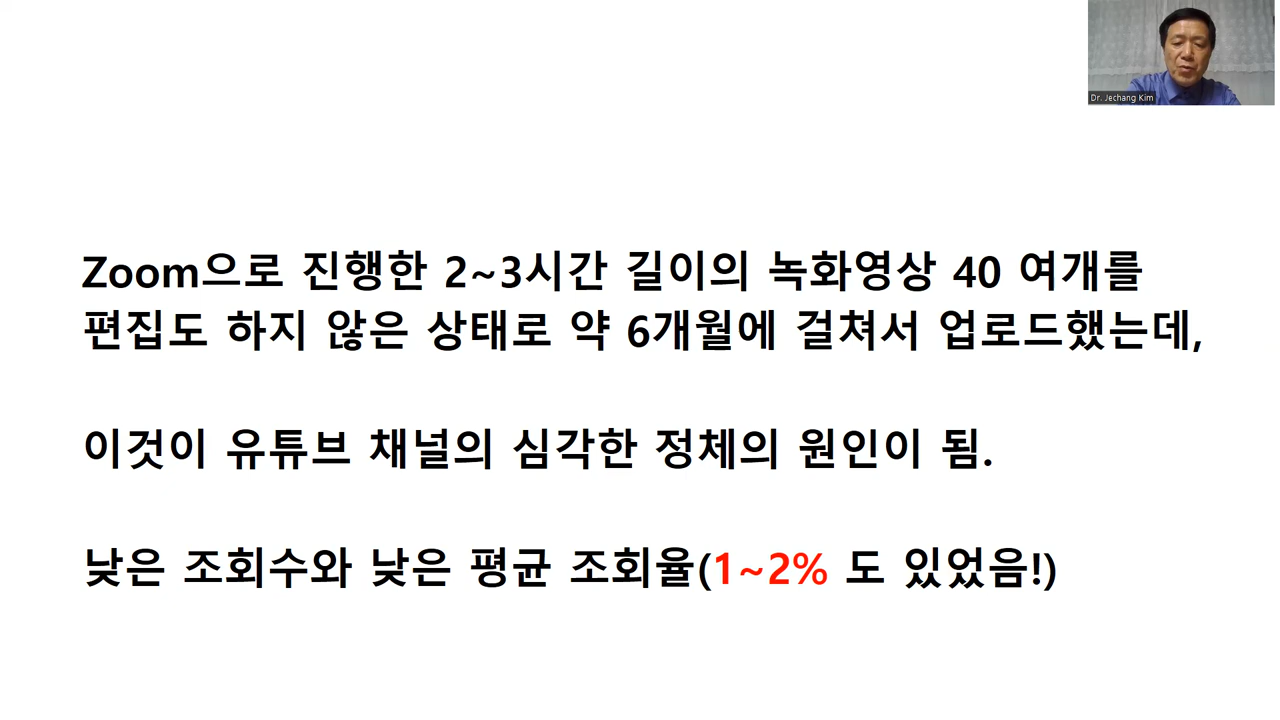 Dr. Jechang Kim
Zoom으로 진행한 2~3시간 길이의 녹화영상 40 여개를
편집도 하지 않은 상태로 약 6개월에 걸쳐서 업로드했는데,
이것이 유튜브 채널의 심각한 정체의 원인이 됨.
낮은 조회수와 낮은 평균 조회율(1~2% 도 있었음!)